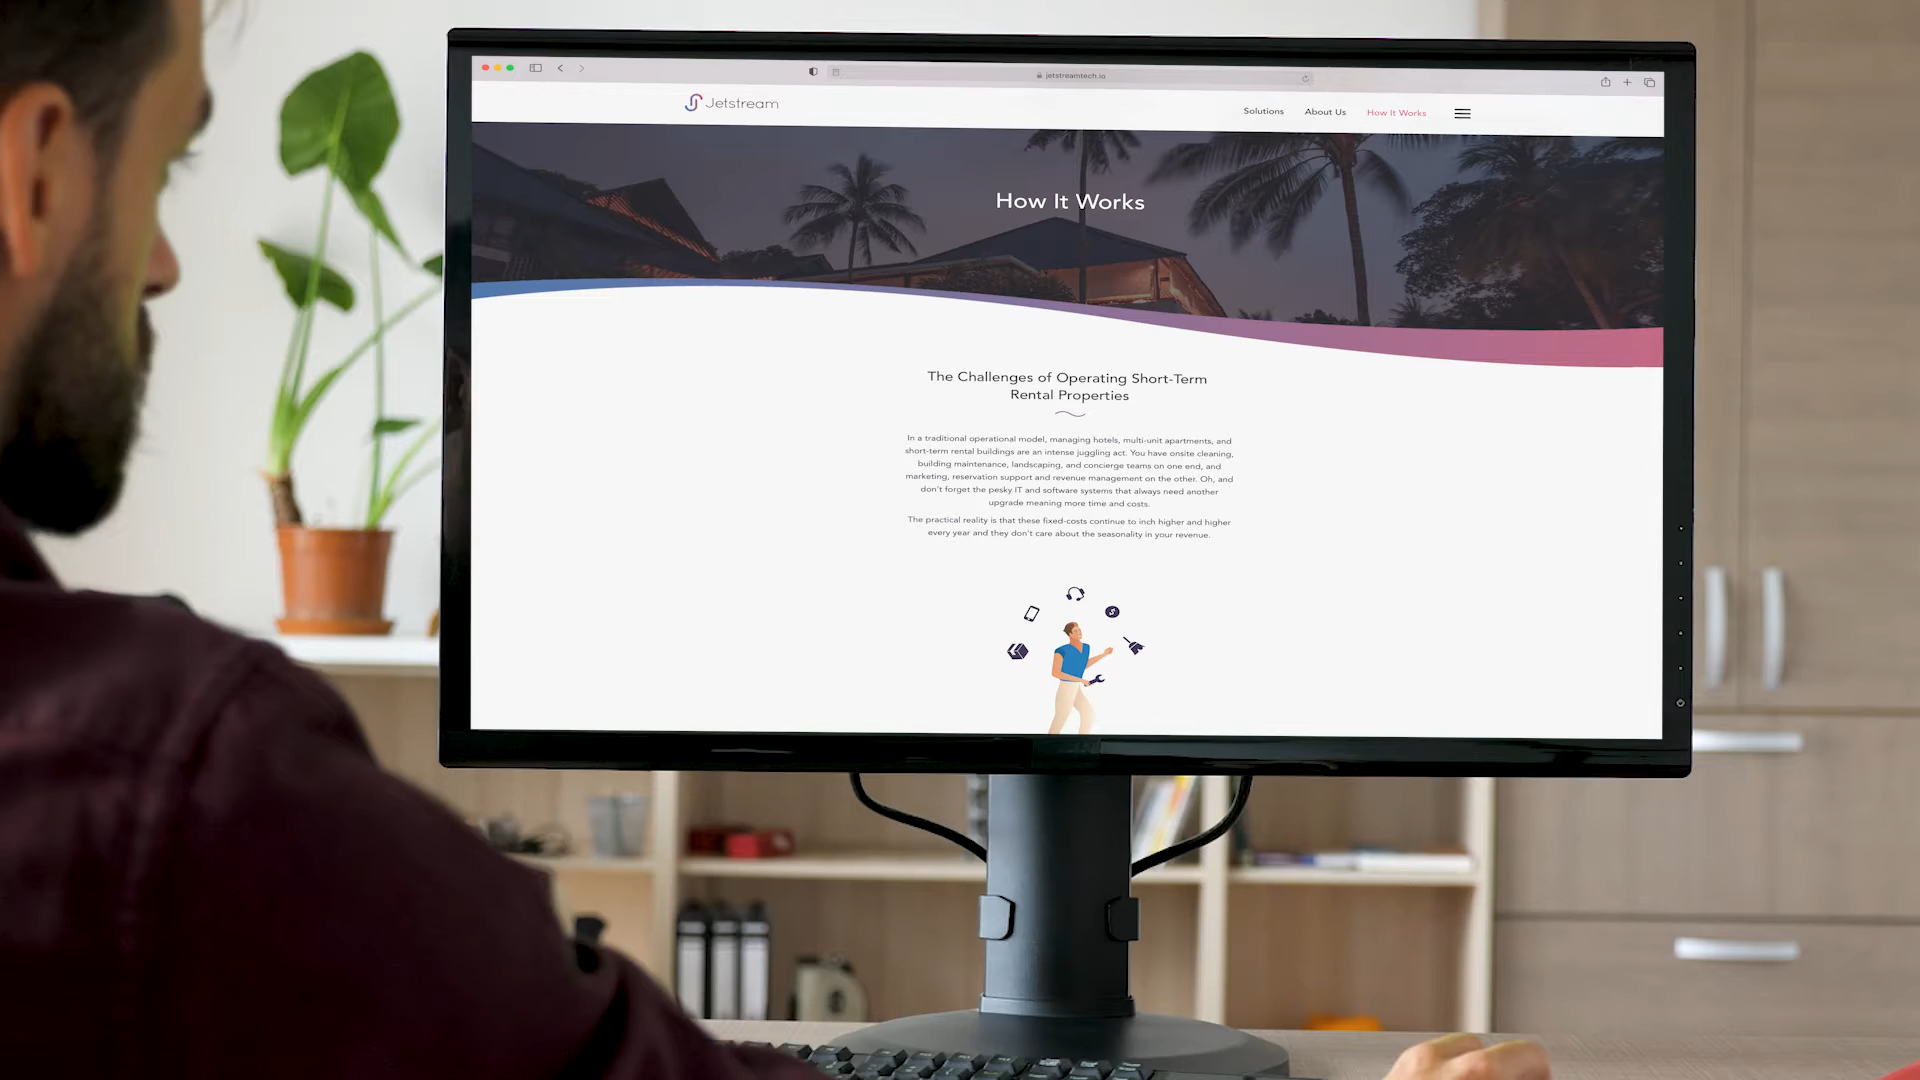 jetstreamtech.io
Jetstream
Solutions
About Us
How It Works
How It Works
The Challenges of Operating Short-Term
Rental Properties
In a traditional operational model, managing hotels, multi-unit apartments, and
short-term rental buildings are an intense juggling act. You have onsite cleaning,
building maintenance, landscaping, and concierge teams on one end, and
marketing, reservation support and revenue management on the other. Oh, and
don't forget the pesky IT and software systems that always need another
upgrade meaning more time and costs.
The practical reality is that these fixed-costs continue to inch higher and higher
every year and they don't care about the seasonality in your revenue.
$